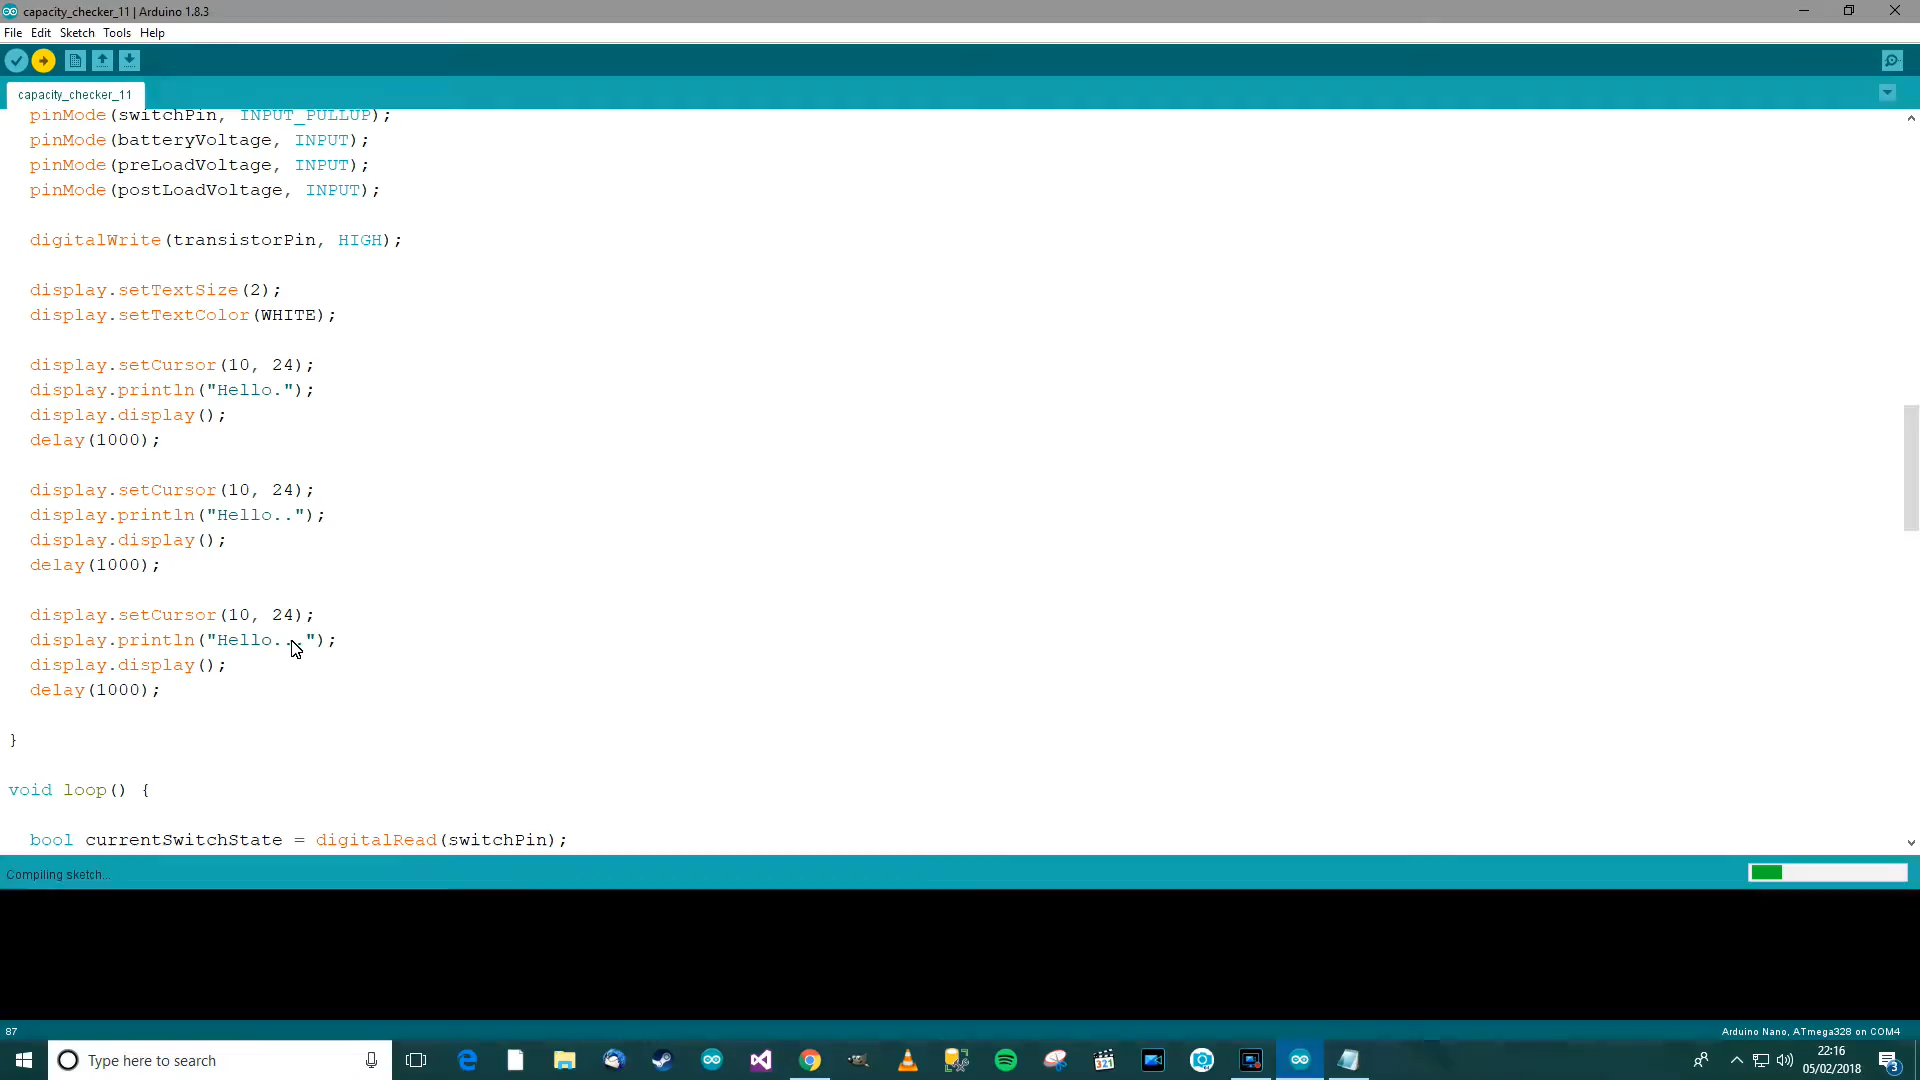 capacity_checker_11 | Arduino 1.8.3
File Edit Sketch Tools Help
capacity_checker_11
pinMode(switchPin, INPUT_PULLUP);
pinMode(batteryVoltage, INPUT);
pinMode(preLoadVoltage, INPUT);
pinMode(postLoadVoltage, INPUT);
digitalWrite(transistorPin, HIGH);
display.setTextSize(2);
display.setTextColor(WHITE);
display.setCursor(10, 24);
display.println("Hello.");
display.display();
delay(1000);
display.setCursor(10, 24);
display.println("Hello..");
display.display();
delay(1000);
display.setCursor(10, 24);
display.println("Hello...");
display.display();
delay(1000);
}
void loop() {
bool currentSwitchState = digitalRead(switchPin);
Compiling sketch...
87
Arduino Nano, ATmega328 on COM4
Type here to search
321
22:16
05/02/2018
3